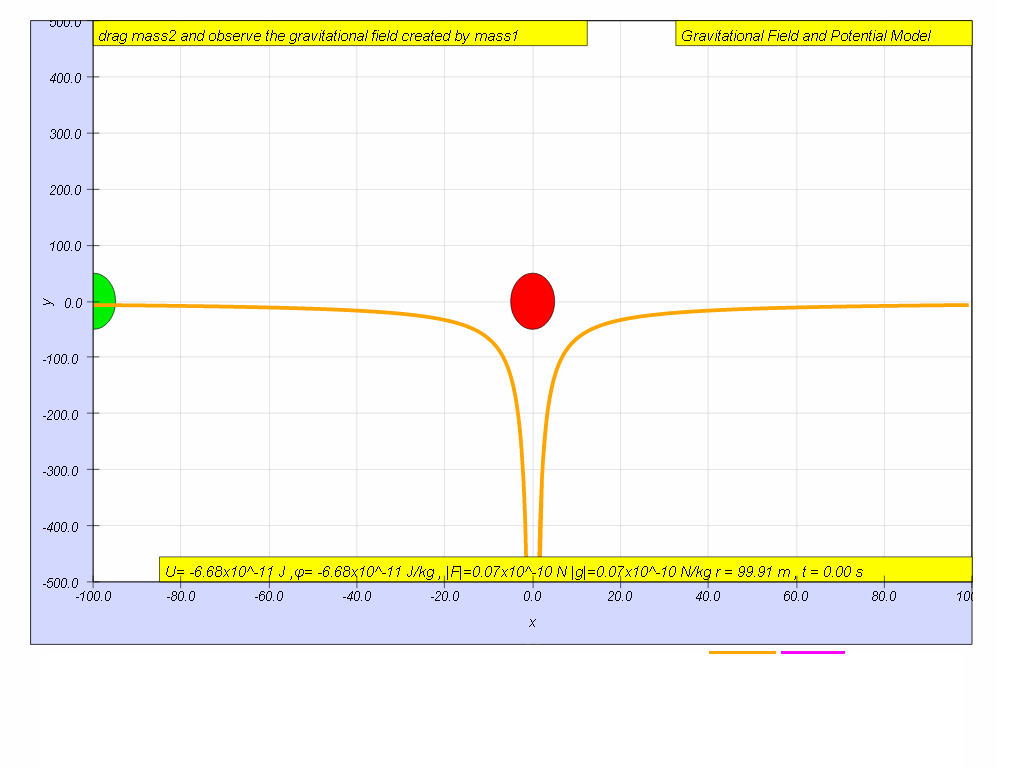 500.0
drag mass2 and observe the gravitational field created by mass1
Gravitational Field and Potential Model
400.0
300.0
200.0
100.0
y
0.0
-100.0
-200.0
-300.0
-400.0
-500.0
U= -6.68x10^-11 J ,φ= -6.68x10^-11 J/kg , |F|=0.07x10^-10 N |g|=0.07x10^-10 N/kg r = 99.91 m , t = 0.00 s
-100.0 -80.0 -60.0 -40.0 -20.0 0.0 20.0 40.0 60.0 80.0
x